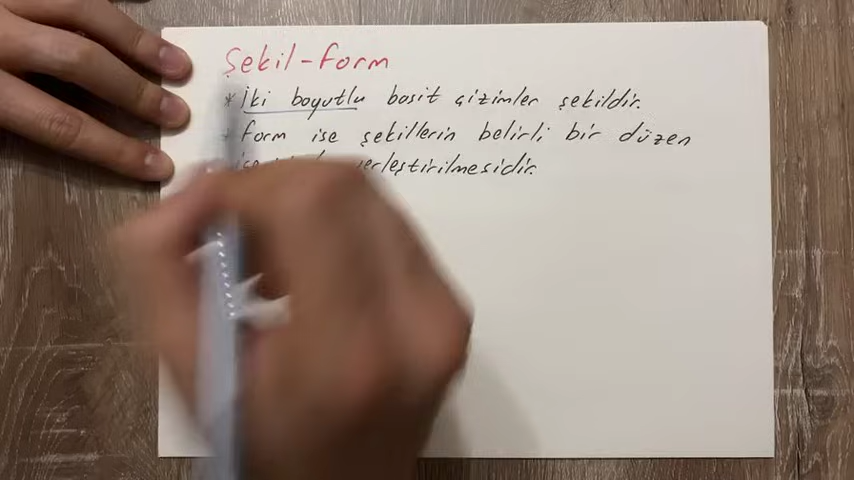 Şekil-form
* İki boyutlu basit çizimler şekildir.
* form ise şekillerin belirli bir düzen
yerleştirilmesidir.